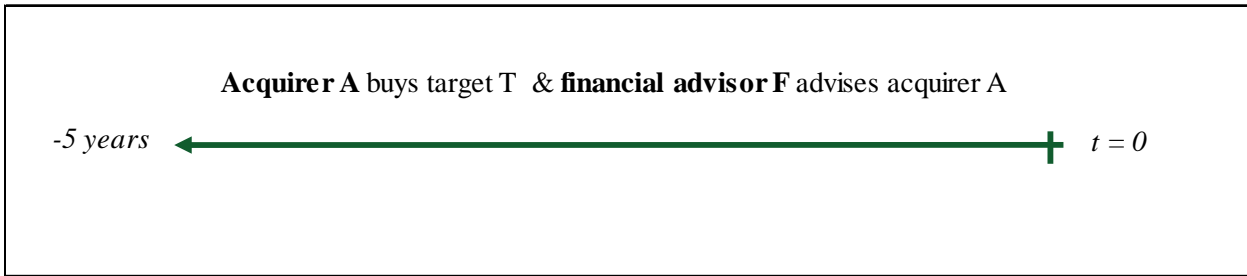 Acquirer A buys target T & financial advisor F advises acquirer A
-5 years
t = 0